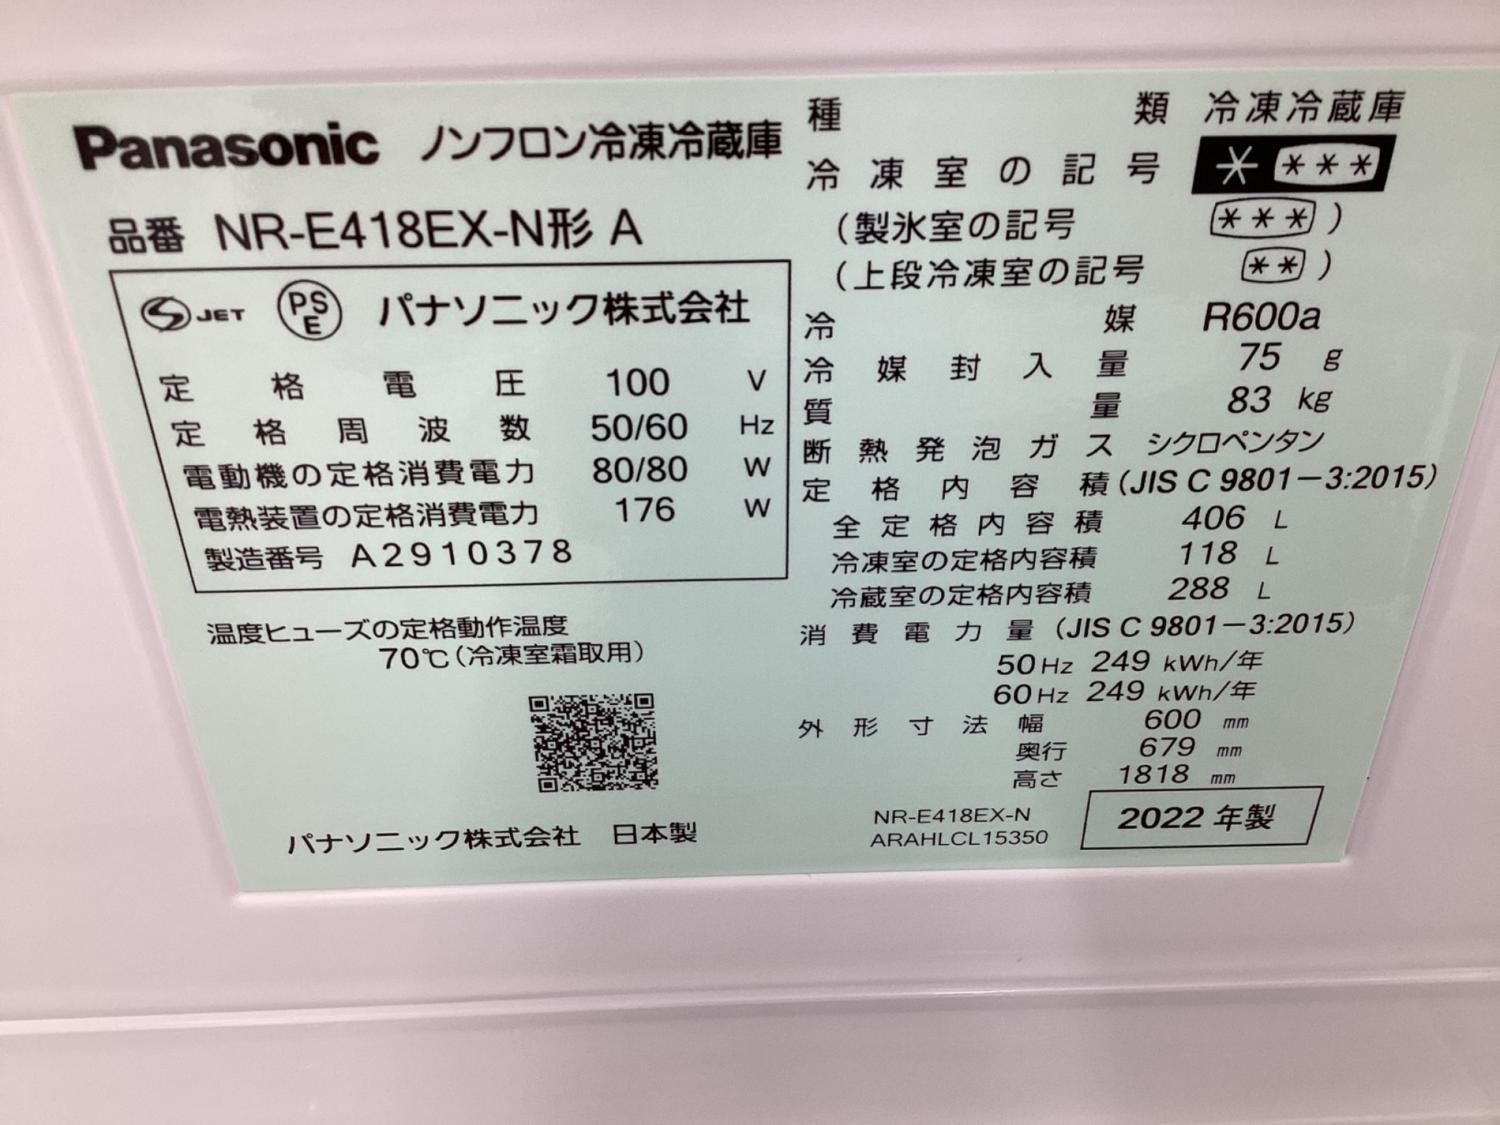 Panasonic ノンフロン冷凍冷蔵庫
品番 NR-E418EX-N形 A
JET PSE パナソニック株式会社
定格電圧 100 V
定格周波数 50/60 Hz
電動機の定格消費電力 80/80 W
電熱装置の定格消費電力 176 W
製造番号 A2910378
温度ヒューズの定格動作温度
70℃(冷凍室霜取用)
パナソニック株式会社 日本製
種類 冷凍冷蔵庫
冷凍室の記号 * ***
(製氷室の記号 ***)
(上段冷凍室の記号 **)
冷媒 R600a
冷媒封入量 75 g
質量 83 kg
断熱発泡ガス シクロペンタン
定格内容積(JIS C 9801-3:2015)
全定格内容積 406 L
冷凍室の定格内容積 118 L
冷蔵室の定格内容積 288 L
消費電力量(JIS C 9801-3:2015)
50Hz 249 kWh/年
60Hz 249 kWh/年
外形寸法幅 600 mm
奥行 679 mm
高さ 1818 mm
NR-E418EX-N
ARAHLCL15350
2022 年製